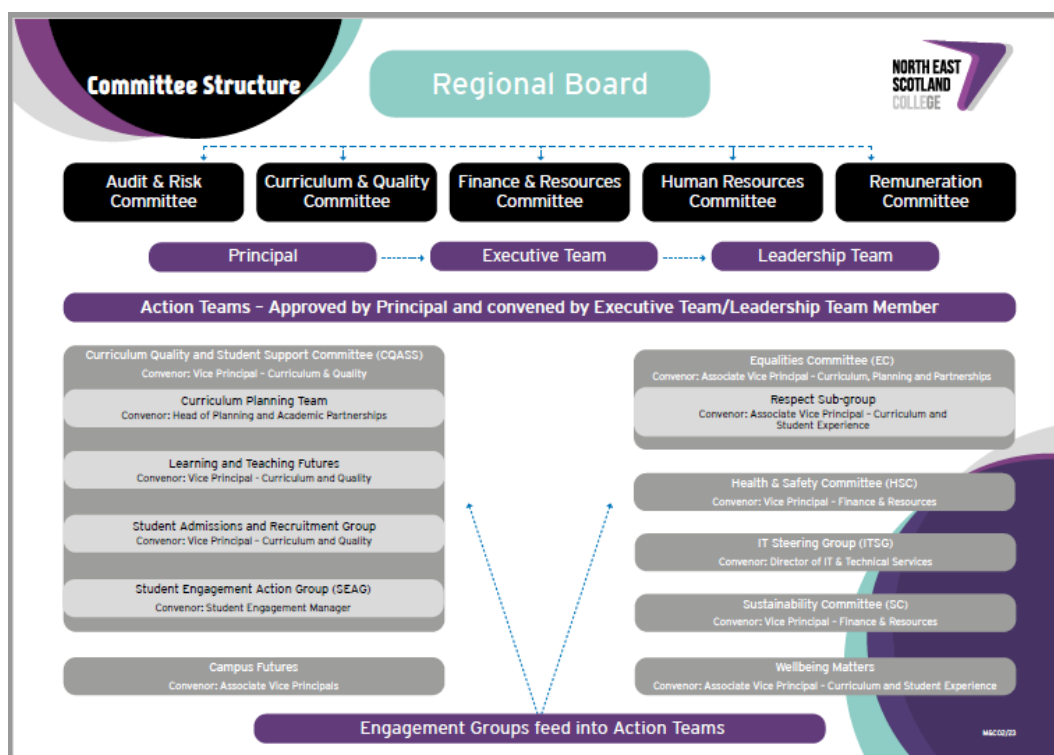 Committee Structure
Regional Board
NORTH EAST
SCOTLAND
COLLEGE
Audit & Risk
Committee
Curriculum & Quality
Committee
Finance & Resources
Committee
Human Resources
Committee
Remuneration
Committee
Principal
Executive Team
Leadership Team
Action Teams – Approved by Principal and convened by Executive Team/Leadership Team Member
Curriculum Quality and Student Support Committee (CQASS)
Convenor: Vice Principal – Curriculum & Quality
Curriculum Planning Team
Convenor: Head of Planning and Academic Partnerships
Learning and Teaching Futures
Convenor: Vice Principal - Curriculum and Quality
Student Admissions and Recruitment Group
Convenor: Vice Principal – Curriculum and Quality
Student Engagement Action Group (SEAG)
Convenor: Student Engagement Manager
Campus Futures
Convenor: Associate Vice Principals
Equalities Committee (EC)
Convenor: Associate Vice Principal – Curriculum, Planning and Partnerships
Respect Sub-group
Convenor: Associate Vice Principal – Curriculum and
Student Experience
Health & Safety Committee (HSC)
Convenor: Vice Principal – Finance & Resources
IT Steering Group (ITSG)
Convenor: Director of IT & Technical Services
Sustainability Committee (SC)
Convenor: Vice Principal – Finance & Resources
Wellbeing Matters
Convenor: Associate Vice Principal – Curriculum and Student Experience
Engagement Groups feed into Action Teams
M&C02/23